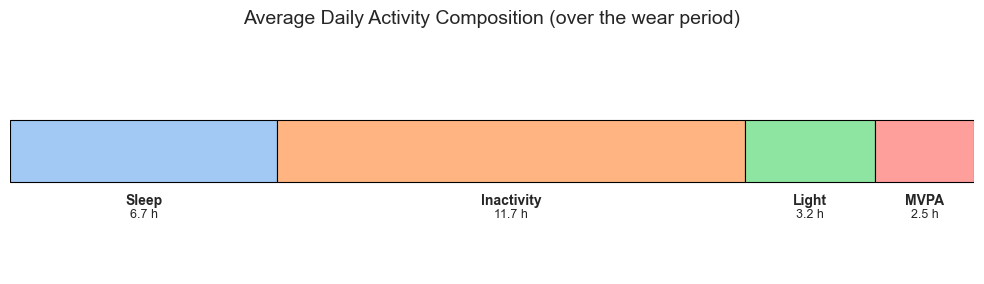 Average Daily Activity Composition (over the wear period)
Sleep
6.7 h
Inactivity
11.7 h
Light
3.2 h
MVPA
2.5 h